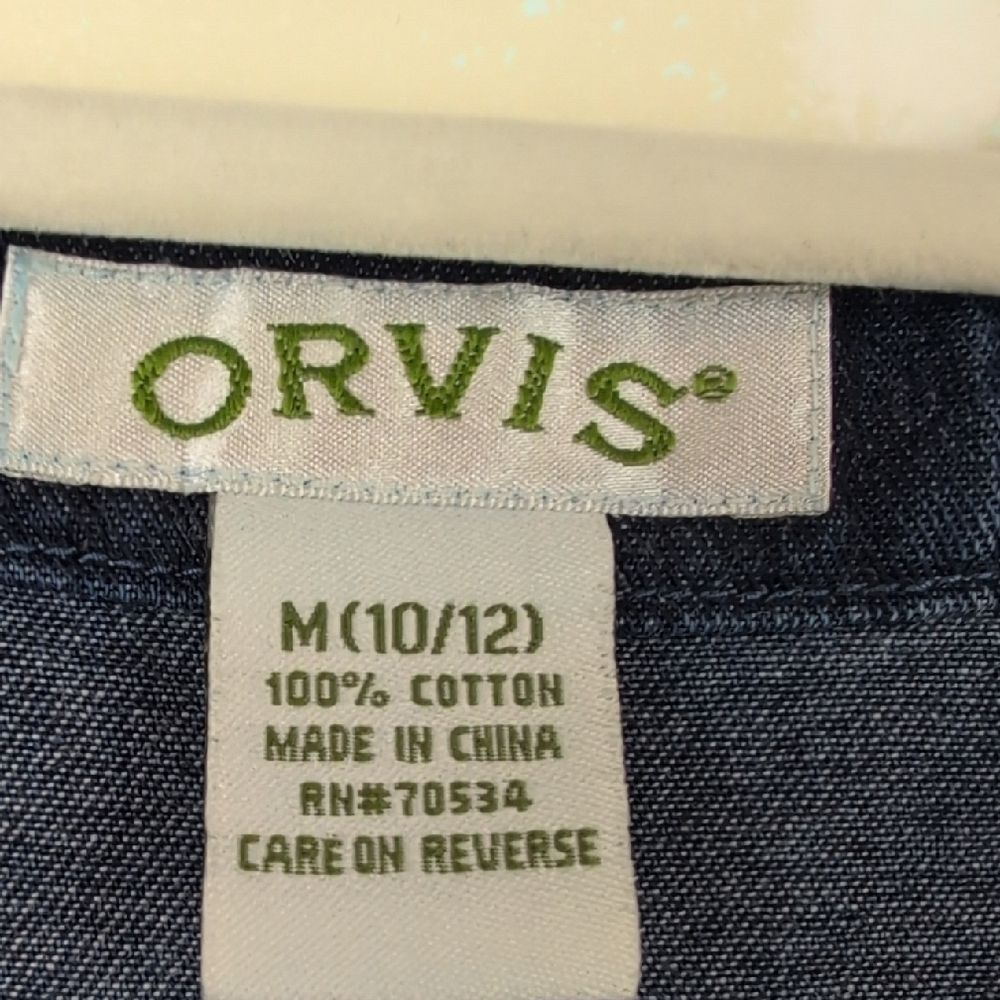 ORVIS®
M(10/12)
100% COTTON
MADE IN CHINA
RN#70534
CARE ON REVERSE